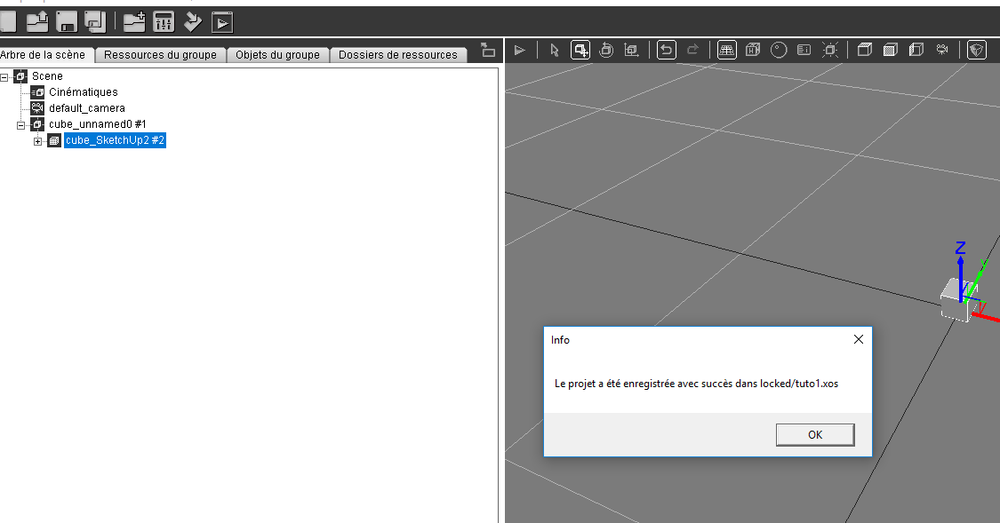 Arbre de la scène
Ressources du groupe
Objets du groupe
Dossiers de ressources
Scene
Cinématiques
default_camera
cube_unnamed0 #1
cube_SketchUp2 #2
Z
Y
Info
Le projet a été enregistrée avec succès dans locked/tuto1.xos
OK